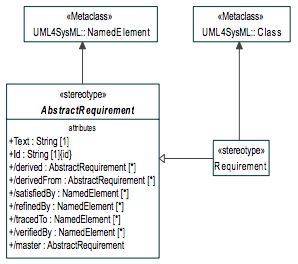 «Metaclass»
UML4SysML:: NamedElement
«Metaclass»
UML4SysML:: Class
«stereotype»
AbstractRequirement
attributes
+Text : String [1]
+Id : String [1]{id}
+/derived : AbstractRequirement [*]
+/derivedFrom : AbstractRequirement [*]
+/satisfiedBy : NamedElement [*]
+/refinedBy : NamedElement [*]
+/tracedTo : NamedElement [*]
+/verifiedBy : NamedElement [*]
+/master : AbstractRequirement
«stereotype»
Requirement